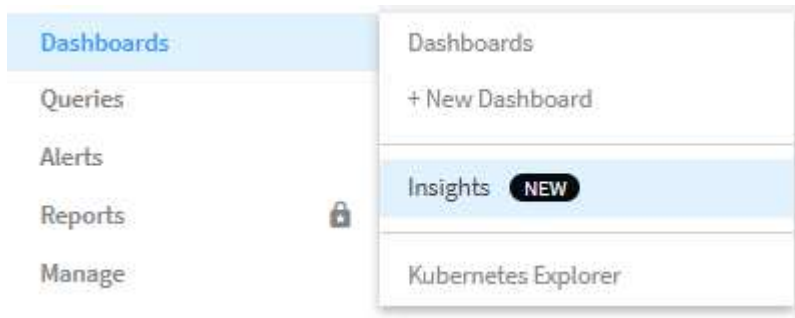 Dashboards
Queries
Alerts
Reports
Manage
Dashboards
+ New Dashboard
Insights NEW
Kubernetes Explorer